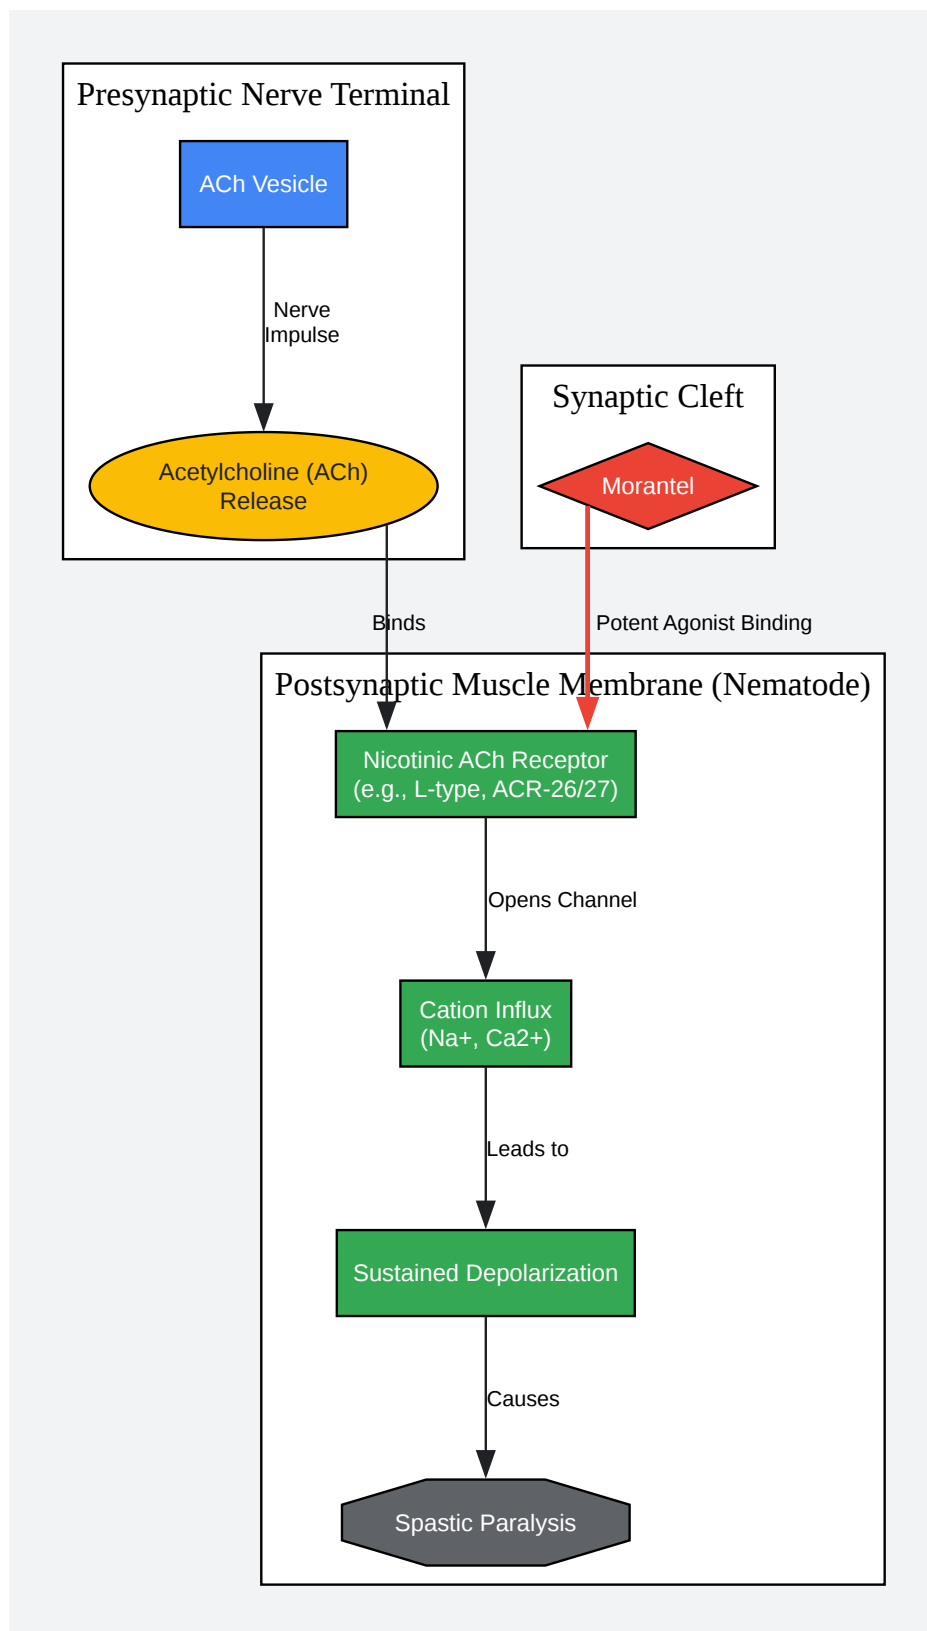 Presynaptic Nerve Terminal
ACh Vesicle
Nerve
Impulse
Acetylcholine (ACh)
Release
Synaptic Cleft
Morantel
Binds
Potent Agonist Binding
Postsynaptic Muscle Membrane (Nematode)
Nicotinic ACh Receptor
(e.g., L-type, ACR-26/27)
Opens Channel
Cation Influx
(Na+, Ca2+)
Leads to
Sustained Depolarization
Causes
Spastic Paralysis